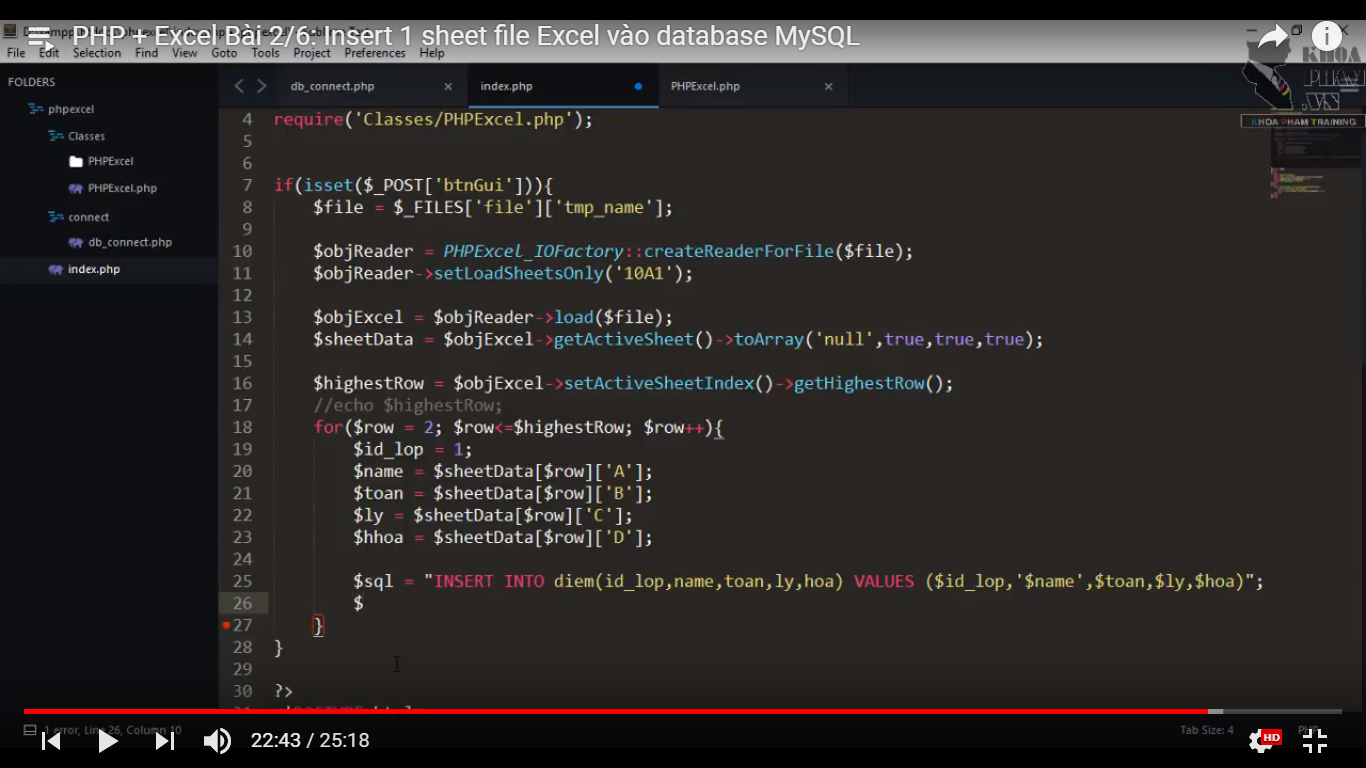 PHP + Excel Bài 2/6: Insert 1 sheet file Excel vào database MySQL
File Edit Selection Find View Goto Tools Project Preferences Help
KHOA
PHAM
.VN
KHOA PHAM TRAINING
FOLDERS
phpexcel
Classes
PHPExcel
PHPExcel.php
connect
db_connect.php
index.php
db_connect.php × index.php PHPExcel.php ×
4 require('Classes/PHPExcel.php');
5
6
7 if(isset($_POST['btnGui'])){
8 $file = $_FILES['file']['tmp_name'];
9
10 $objReader = PHPExcel_IOFactory::createReaderForFile($file);
11 $objReader->setLoadSheetsOnly('10A1');
12
13 $objExcel = $objReader->load($file);
14 $sheetData = $objExcel->getActiveSheet()->toArray('null',true,true,true);
15
16 $highestRow = $objExcel->setActiveSheetIndex()->getHighestRow();
17 //echo $highestRow;
18 for($row = 2; $row<=$highestRow; $row++){
19 $id_lop = 1;
20 $name = $sheetData[$row]['A'];
21 $toan = $sheetData[$row]['B'];
22 $ly = $sheetData[$row]['C'];
23 $hhoa = $sheetData[$row]['D'];
24
25 $sql = "INSERT INTO diem(id_lop,name,toan,ly,hoa) VALUES ($id_lop,'$name',$toan,$ly,$hoa)";
26 $
27 }
28 }
29
30 ?>
1 error, Line 26, Column 10
Tab Size: 4 PHP
22:43 / 25:18
HD